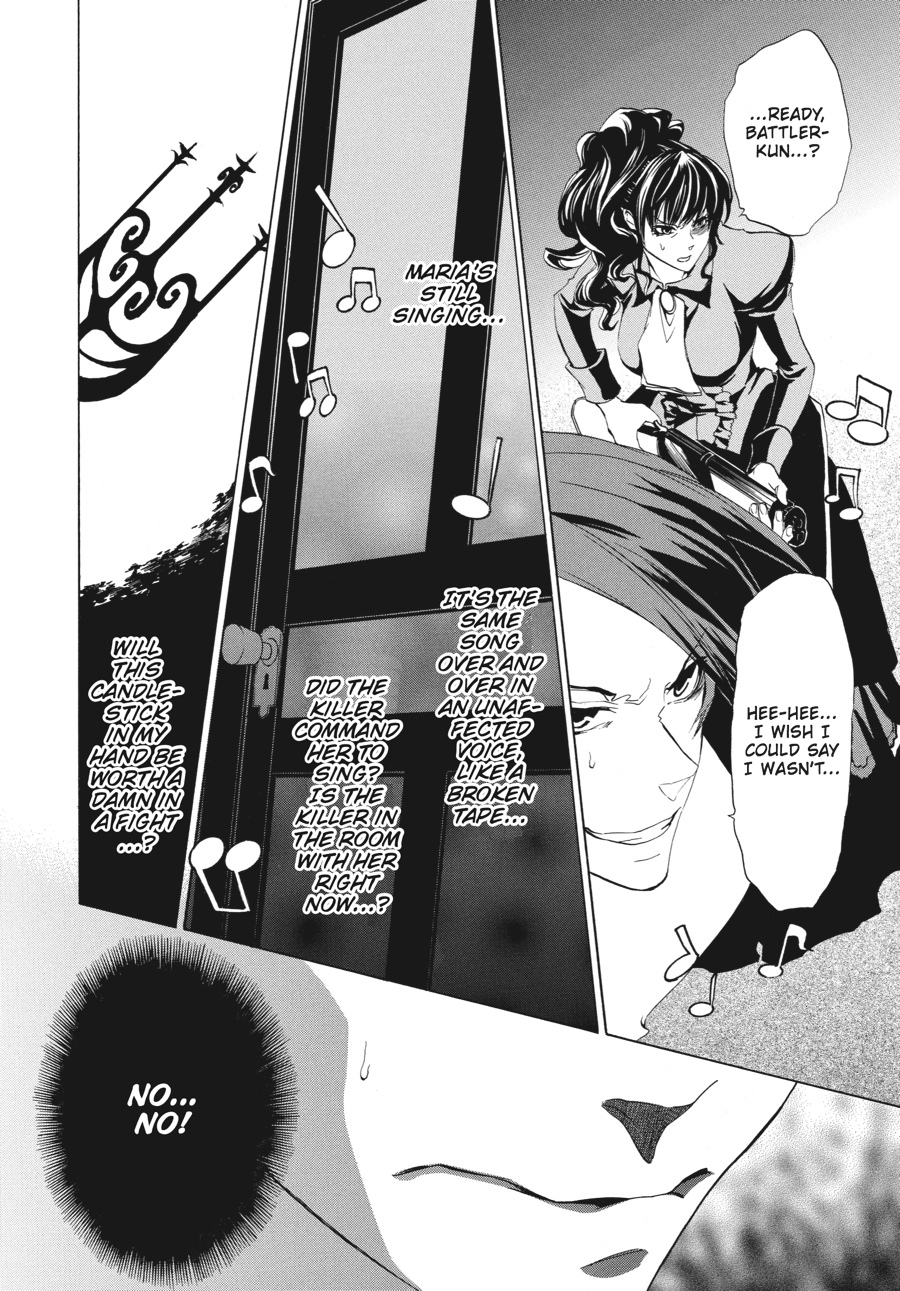 ...READY,
BATTLER-
KUN...?
HEE-HEE...
I WISH I
COULD SAY
I WASN'T...
MARIA'S
STILL
SINGING...
IT'S THE
SAME
SONG
OVER AND
OVER IN
AN UNAF-
FECTED
VOICE,
LIKE A
BROKEN
TAPE...
DID THE
KILLER
COMMAND
HER TO
SING?
IS THE
KILLER IN
THE ROOM
WITH HER
RIGHT
NOW...?
WILL
THIS
CANDLE-
STICK
IN MY
HAND BE
WORTH A
DAMN IN
A FIGHT
...?
NO...
NO!